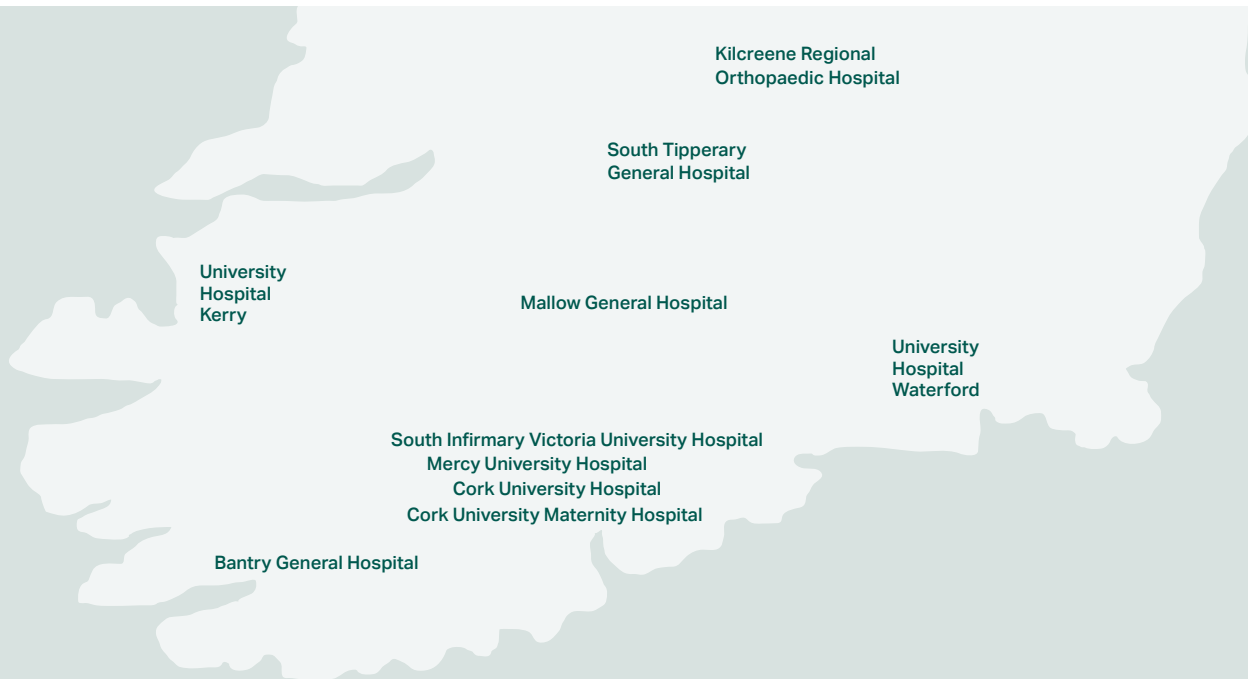 Kilcreene Regional
Orthopaedic Hospital
South Tipperary
General Hospital
University
Hospital
Kerry
Mallow General Hospital
University
Hospital
Waterford
South Infirmary Victoria University Hospital
Mercy University Hospital
Cork University Hospital
Cork University Maternity Hospital
Bantry General Hospital